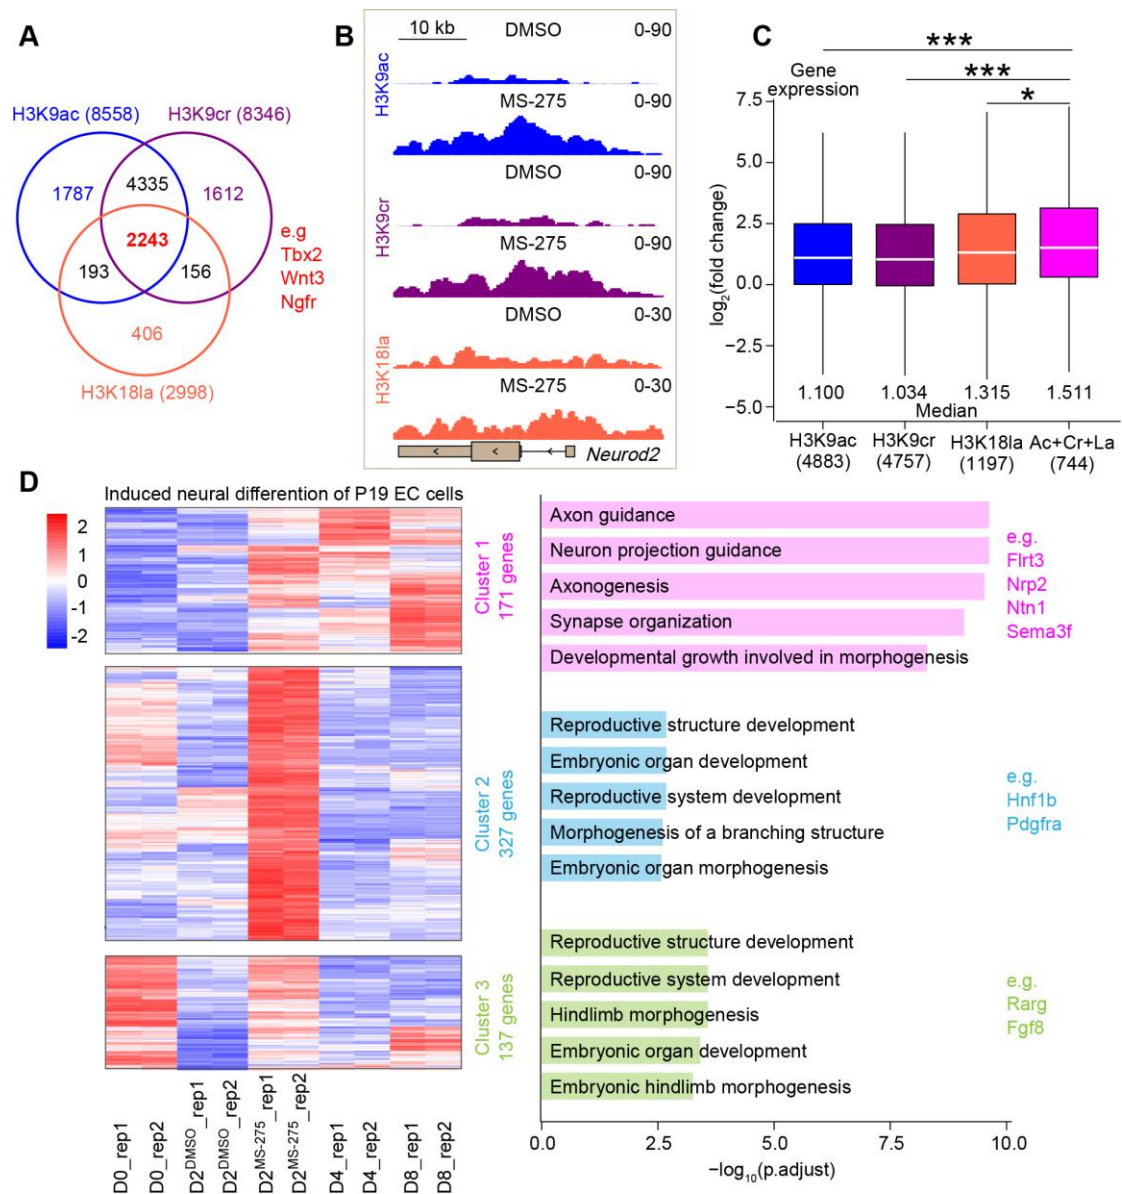 A
H3K9ac (8558)
H3K9cr (8346)
1787
4335
1612
2243
193
156
406
H3K18la (2998)
e.g
Tbx2
Wnt3
Ngfr
B
10 kb
DMSO
0-90
H3K9ac
MS-275
0-90
DMSO
0-90
H3K9cr
MS-275
0-90
DMSO
0-30
H3K18la
MS-275
0-30
Neurod2
C
***
***
*
Gene
expression
log2(fold change)
7.5
5.0
2.5
0.0
−2.5
−5.0
1.100
1.034
1.315
1.511
Median
H3K9ac
(4883)
H3K9cr
(4757)
H3K18la
(1197)
Ac+Cr+La
(744)
D
Induced neural differention of P19 EC cells
2
1
0
-1
-2
Cluster 1
171 genes
Cluster 2
327 genes
Cluster 3
137 genes
D0_rep1
D0_rep2
D2DMSO_rep1
D2DMSO_rep2
D2MS-275_rep1
D2MS-275_rep2
D4_rep1
D4_rep2
D8_rep1
D8_rep2
Axon guidance
Neuron projection guidance
Axonogenesis
Synapse organization
Developmental growth involved in morphogenesis
e.g.
Flrt3
Nrp2
Ntn1
Sema3f
Reproductive structure development
Embryonic organ development
Reproductive system development
Morphogenesis of a branching structure
Embryonic organ morphogenesis
e.g.
Hnf1b
Pdgfra
Reproductive structure development
Reproductive system development
Hindlimb morphogenesis
Embryonic organ development
Embryonic hindlimb morphogenesis
e.g.
Rarg
Fgf8
0.0
2.5
5.0
7.5
10.0
−log10(p.adjust)